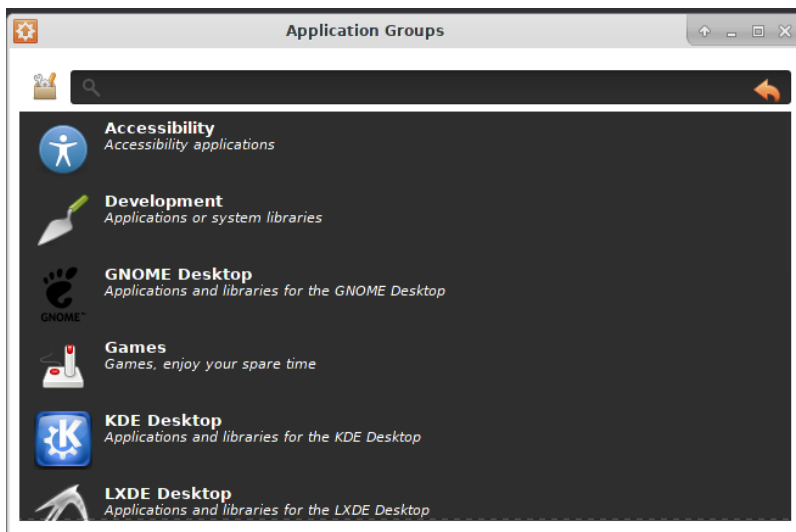 Application Groups
Accessibility
Accessibility applications
Development
Applications or system libraries
GNOME Desktop
Applications and libraries for the GNOME Desktop
GNOME™
Games
Games, enjoy your spare time
KDE Desktop
Applications and libraries for the KDE Desktop
LXDE Desktop
Applications and libraries for the LXDE Desktop